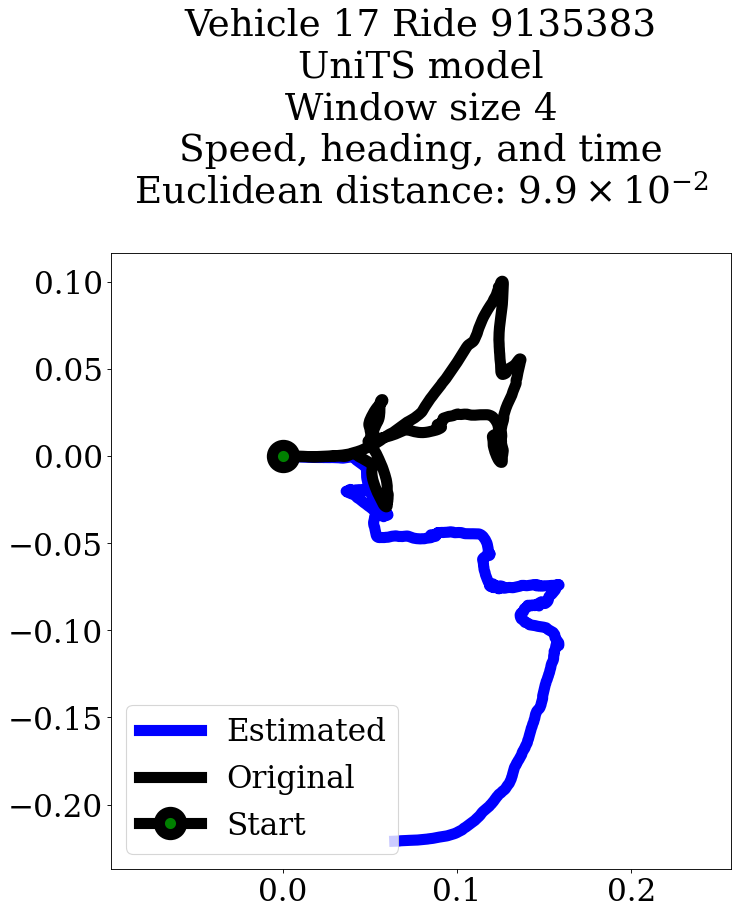 Vehicle 17 Ride 9135383
UniTS model
Window size 4
Speed, heading, and time
Euclidean distance: 9.9 × 10⁻²
0.10
0.05
0.00
−0.05
−0.10
−0.15
−0.20
Estimated
Original
Start
0.0 0.1 0.2